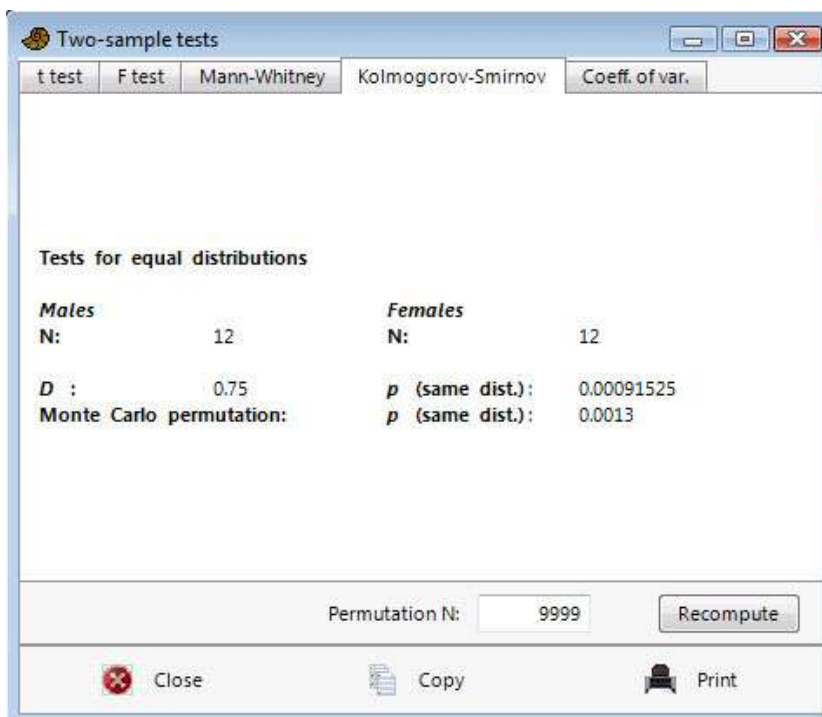 Two-sample tests
t test F test Mann-Whitney Kolmogorov-Smirnov Coeff. of var.
Tests for equal distributions
Males Females
N: 12 N: 12
D : 0.75 p (same dist.): 0.00091525
Monte Carlo permutation: p (same dist.): 0.0013
Permutation N: 9999 Recompute
Close Copy Print